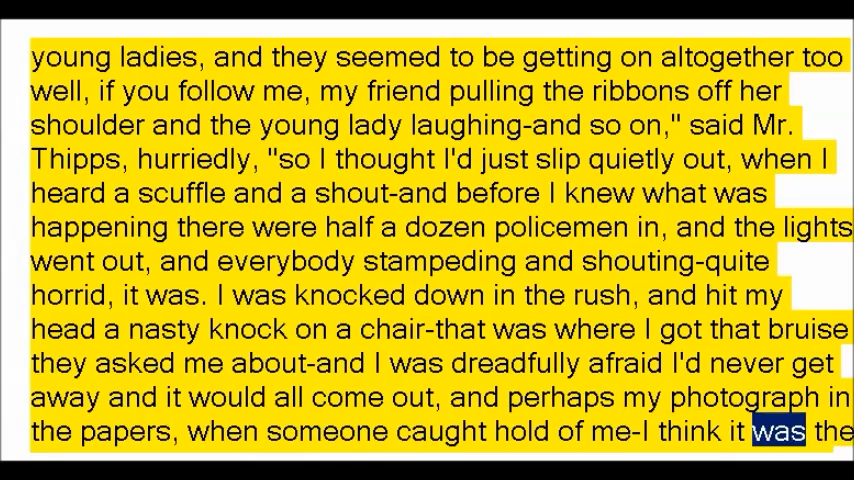 young ladies, and they seemed to be getting on altogether too
well, if you follow me, my friend pulling the ribbons off her
shoulder and the young lady laughing-and so on," said Mr.
Thipps, hurriedly, "so I thought I'd just slip quietly out, when I
heard a scuffle and a shout-and before I knew what was
happening there were half a dozen policemen in, and the lights
went out, and everybody stampeding and shouting-quite
horrid, it was. I was knocked down in the rush, and hit my
head a nasty knock on a chair-that was where I got that bruise
they asked me about-and I was dreadfully afraid I'd never get
away and it would all come out, and perhaps my photograph in
the papers, when someone caught hold of me-I think it was the